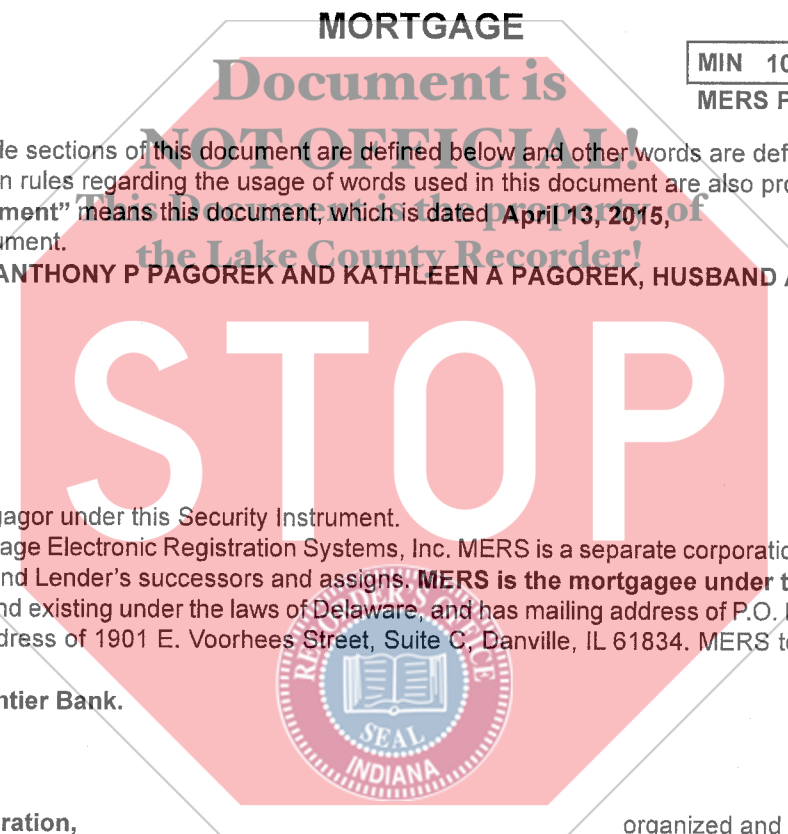 MORTGAGE
Document is
MIN 10
MERS P
NOT OFFICIAL!
le sections of this document are defined below and other words are def
n rules regarding the usage of words used in this document are also pro
ment” means this document, which is dated April 13, 2015,
This Document is the property of
ument.
the Lake County Recorder!
ANTHONY P PAGOREK AND KATHLEEN A PAGOREK, HUSBAND A
STOP
gagor under this Security Instrument.
age Electronic Registration Systems, Inc. MERS is a separate corporatio
nd Lender's successors and assigns. MERS is the mortgagee under t
nd existing under the laws of Delaware, and has mailing address of P.O.
dress of 1901 E. Voorhees Street, Suite C, Danville, IL 61834. MERS te
RECORDER'S OFFICE
SEAL
INDIANA
ntier Bank.
ration,
organized and